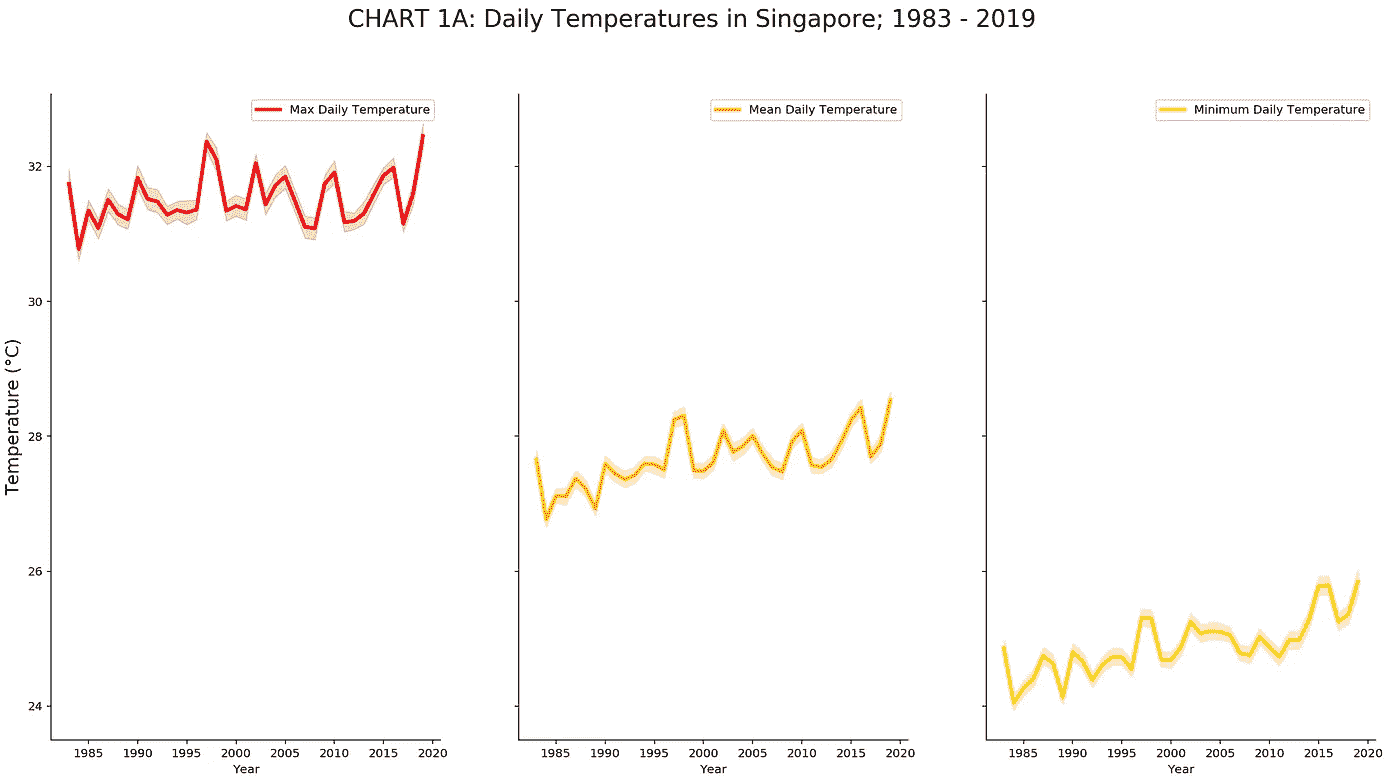 CHART 1A: Daily Temperatures in Singapore; 1983 - 2019
Max Daily Temperature
Mean Daily Temperature
Minimum Daily Temperature
Temperature (°C)
32
30
28
26
24
1985 1990 1995 2000 2005 2010 2015 2020
Year
1985 1990 1995 2000 2005 2010 2015 2020
Year
1985 1990 1995 2000 2005 2010 2015 2020
Year